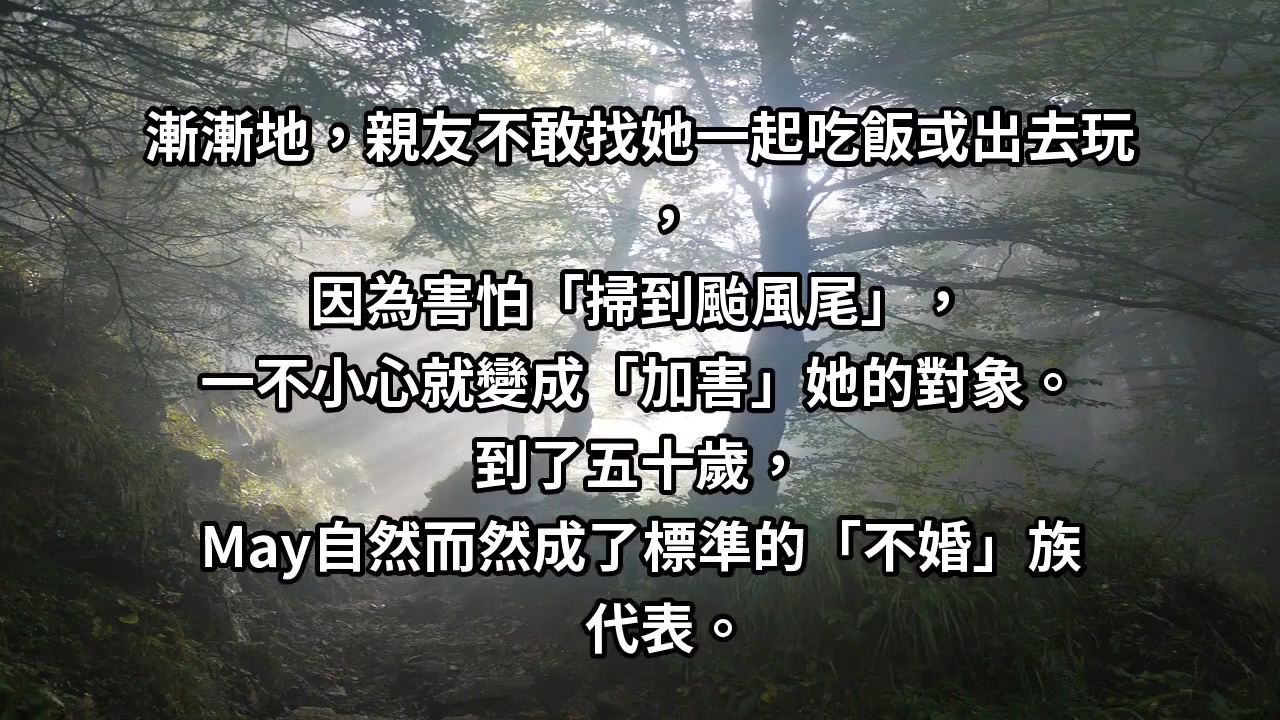 漸漸地，親友不敢找她一起吃飯或出去玩
，
因為害怕「掃到颱風尾」，
一不小心就變成「加害」她的對象。
到了五十歲，
May自然而然成了標準的「不婚」族
代表。